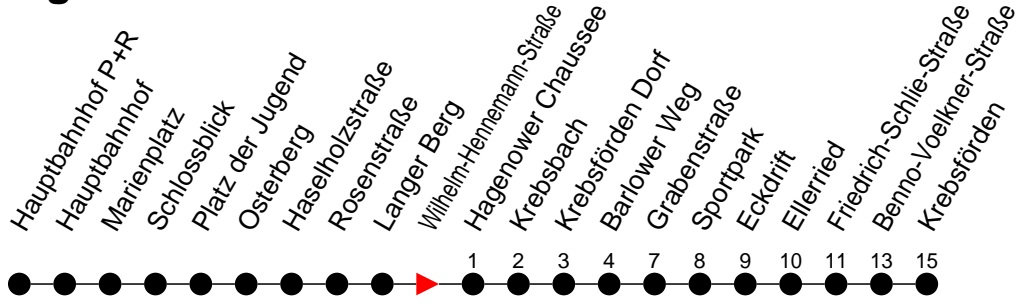 Hauptbahnhof P+R
Hauptbahnhof
Marienplatz
Schlossblick
Platz der Jugend
Osterberg
Haselholzstraße
Rosenstraße
Langer Berg
Wilhelm-Hennemann-Straße
Hagenower Chaussee
Krebsbach
Krebsförden Dorf
Barlower Weg
Grabenstraße
Sportpark
Eckdrift
Ellerried
Friedrich-Schlie-Straße
Benno-Voelkner-Straße
Krebsförden
1 2 3 4 7 8 9 10 11 13 15